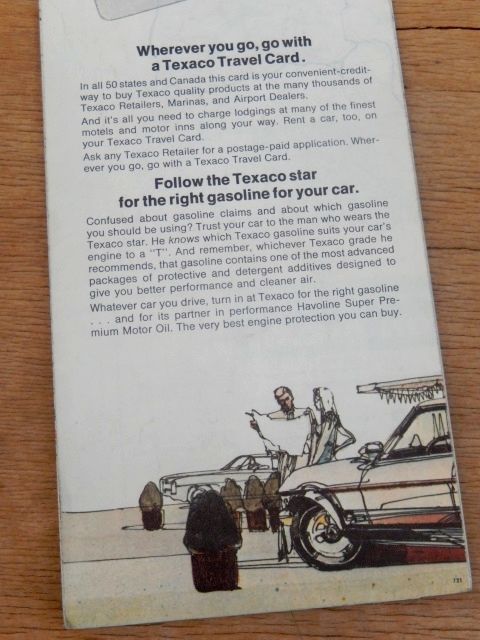 Wherever you go, go with
a Texaco Travel Card.
In all 50 states and Canada this card is your convenient-credit-
way to buy Texaco quality products at the many thousands of
Texaco Retailers, Marinas, and Airport Dealers.
And it's all you need to charge lodgings at many of the finest
motels and motor inns along your way. Rent a car, too, on
your Texaco Travel Card.
Ask any Texaco Retailer for a postage-paid application. Wher-
ever you go, go with a Texaco Travel Card.
Follow the Texaco star
for the right gasoline for your car.
Confused about gasoline claims and about which gasoline
you should be using? Trust your car to the man who wears the
Texaco star. He knows which Texaco gasoline suits your car's
engine to a "T". And remember, whichever Texaco grade he
recommends, that gasoline contains one of the most advanced
packages of protective and detergent additives designed to
give you better performance and cleaner air.
Whatever car you drive, turn in at Texaco for the right gasoline
. . . and for its partner in performance Havoline Super Pre-
mium Motor Oil. The very best engine protection you can buy.